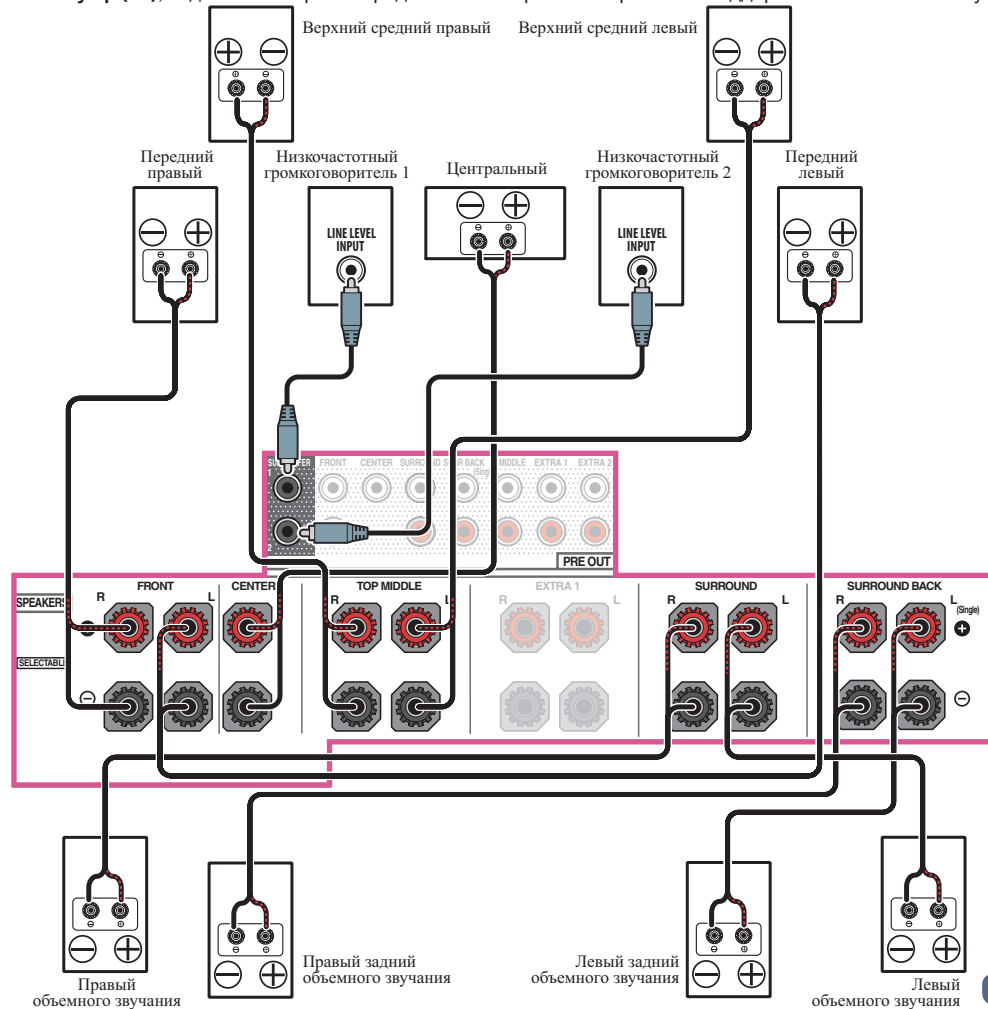 Верхний средний правый
Верхний средний левый
Передний
правый
Низкочастотный
громкоговоритель 1
Центральный
Низкочастотный
громкоговоритель 2
Передний
левый
LINE LEVEL
INPUT
LINE LEVEL
INPUT
FRONT CENTER SURROUND EXTRA 1 EXTRA 2
1
2
PRE OUT
SPEAKERS
FRONT
CENTER
TOP MIDDLE
EXTRA 1
SURROUND
SURROUND BACK
R L
R L
R L
R L
R L
(Single)
Правый
объемного звучания
Правый задний
объемного звучания
Левый задний
объемного звучания
Левый
объемного звучания